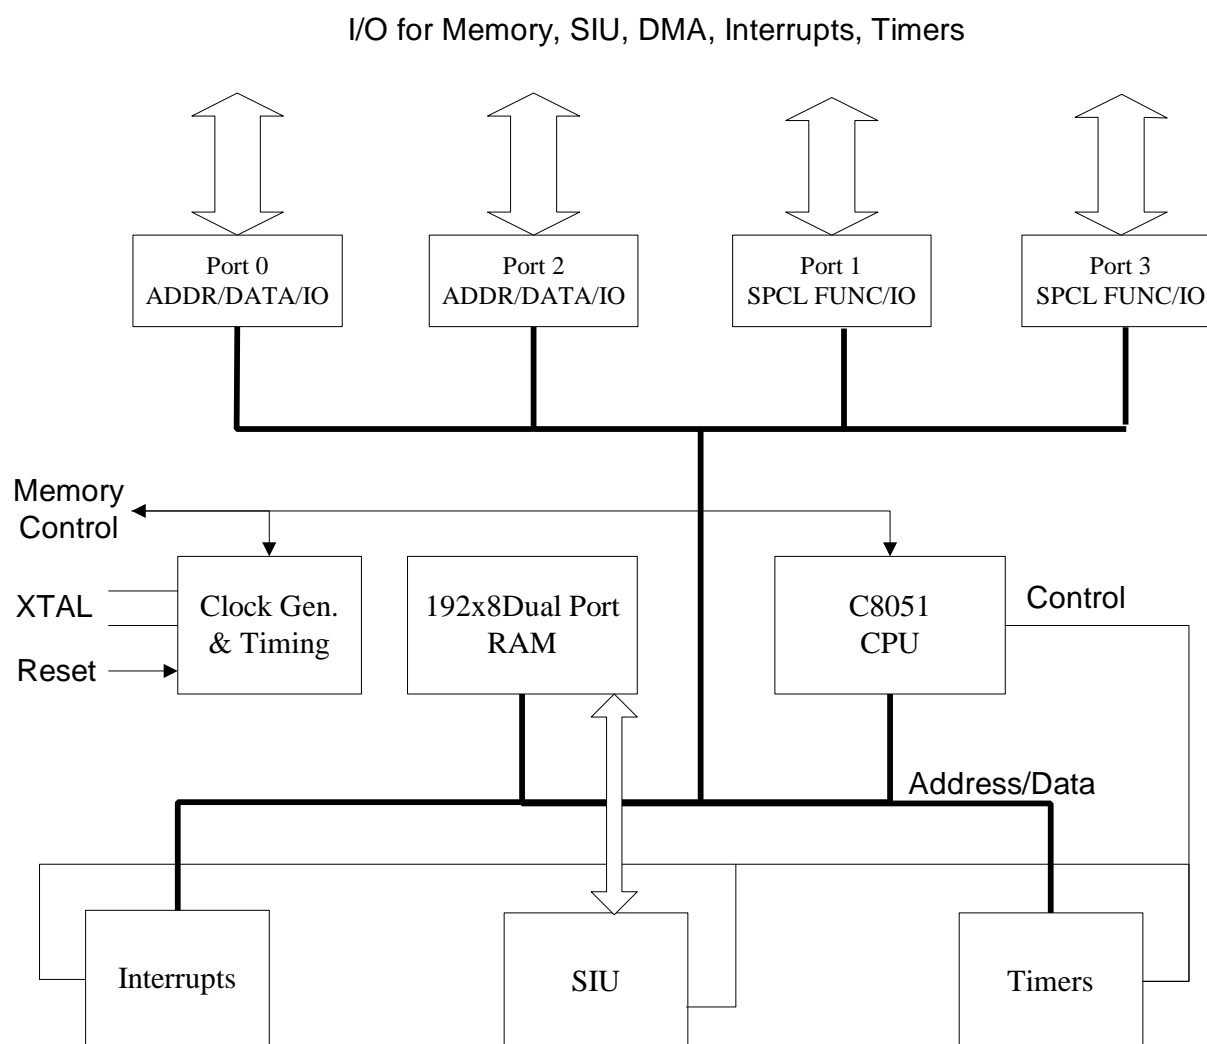 I/O for Memory, SIU, DMA, Interrupts, Timers
Port 0
ADDR/DATA/IO
Port 2
ADDR/DATA/IO
Port 1
SPCL FUNC/IO
Port 3
SPCL FUNC/IO
Memory
Control
XTAL
Reset
Clock Gen.
& Timing
192x8Dual Port
RAM
C8051
CPU
Control
Address/Data
Interrupts
SIU
Timers